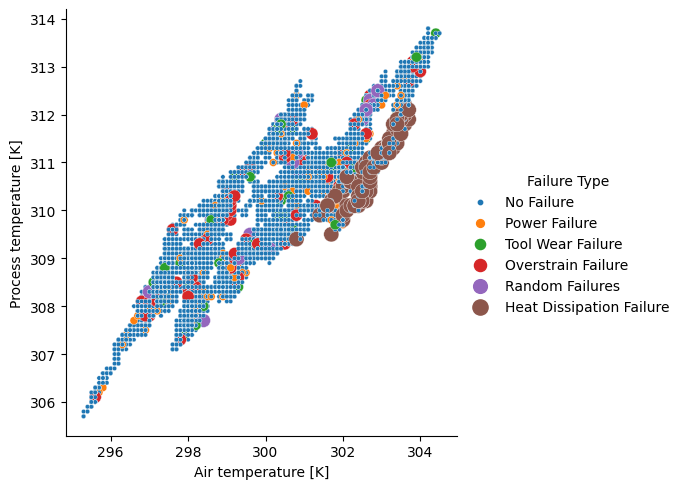 314
313
312
311
310
309
308
307
306
Process temperature [K]
296
298
300
302
304
Air temperature [K]
Failure Type
No Failure
Power Failure
Tool Wear Failure
Overstrain Failure
Random Failures
Heat Dissipation Failure